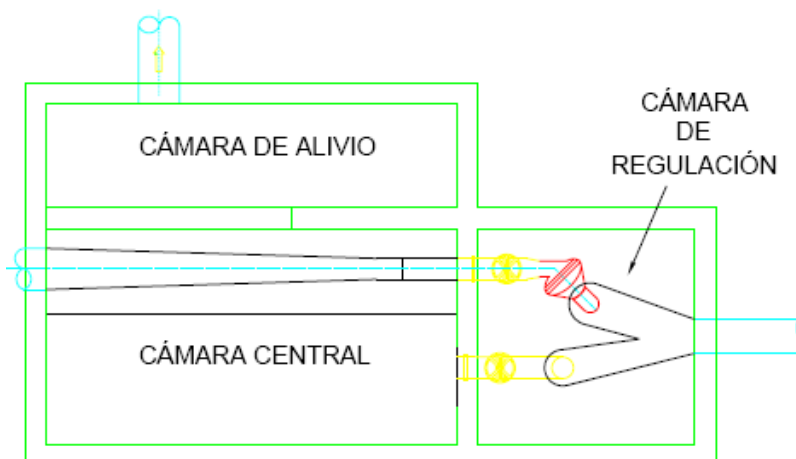 CÁMARA DE ALIVIO
CÁMARA
DE
REGULACIÓN
CÁMARA CENTRAL